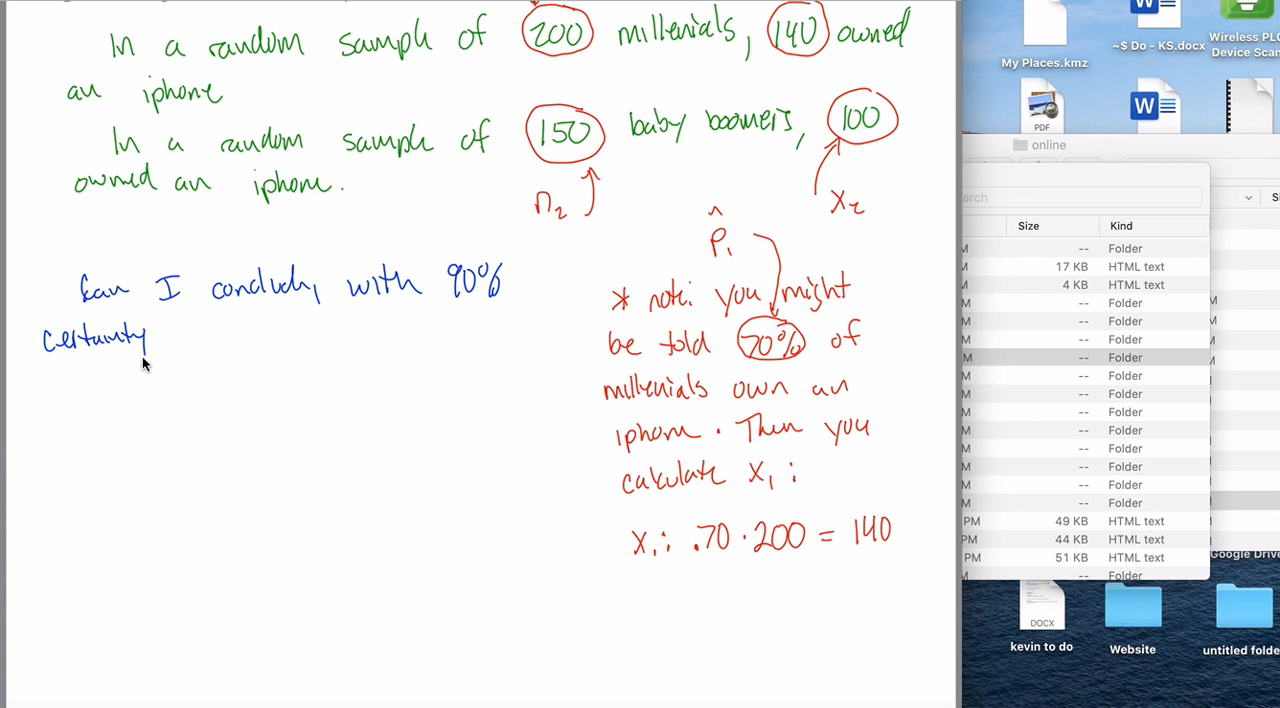 In a random sample of 200 millenials, 140 owned
an iphone
In a random sample of 150 baby boomers, 100
owned an iphone.
n2
x2
p̂1
Can I conclude, with 90%
certainty
* note: you might
be told 70% of
millenials own an
iphone. Then you
calculate x1:
x1: .70 · 200 = 140
My Places.kmz
~$ Do - KS.docx
Wireless PLC
Device Scan
PDF
online
arch
Size
Kind
M -- Folder
M 17 KB HTML text
M 4 KB HTML text
M -- Folder
M -- Folder
M -- Folder
M -- Folder
M -- Folder
M -- Folder
M -- Folder
M -- Folder
M -- Folder
M -- Folder
M -- Folder
M -- Folder
PM 49 KB HTML text
PM 44 KB HTML text
PM 51 KB HTML text
M -- Folder
Google Drive
DOCX
kevin to do
Website
untitled folde